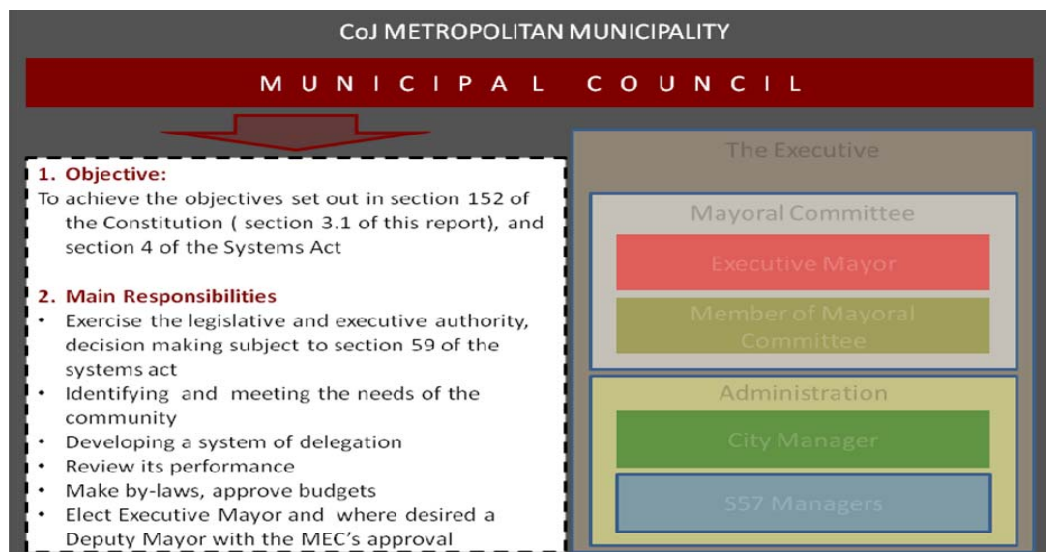 CoJ METROPOLITAN MUNICIPALITY
MUNICIPAL COUNCIL
1. Objective:
To achieve the objectives set out in section 152 of
the Constitution ( section 3.1 of this report), and
section 4 of the Systems Act
2. Main Responsibilities
• Exercise the legislative and executive authority,
decision making subject to section 59 of the
systems act
• Identifying and meeting the needs of the
community
• Developing a system of delegation
• Review its performance
• Make by-laws, approve budgets
• Elect Executive Mayor and where desired a
Deputy Mayor with the MEC's approval
The Executive
Mayoral Committee
Executive Mayor
Member of Mayoral
Committee
Administration
City Manager
S57 Managers